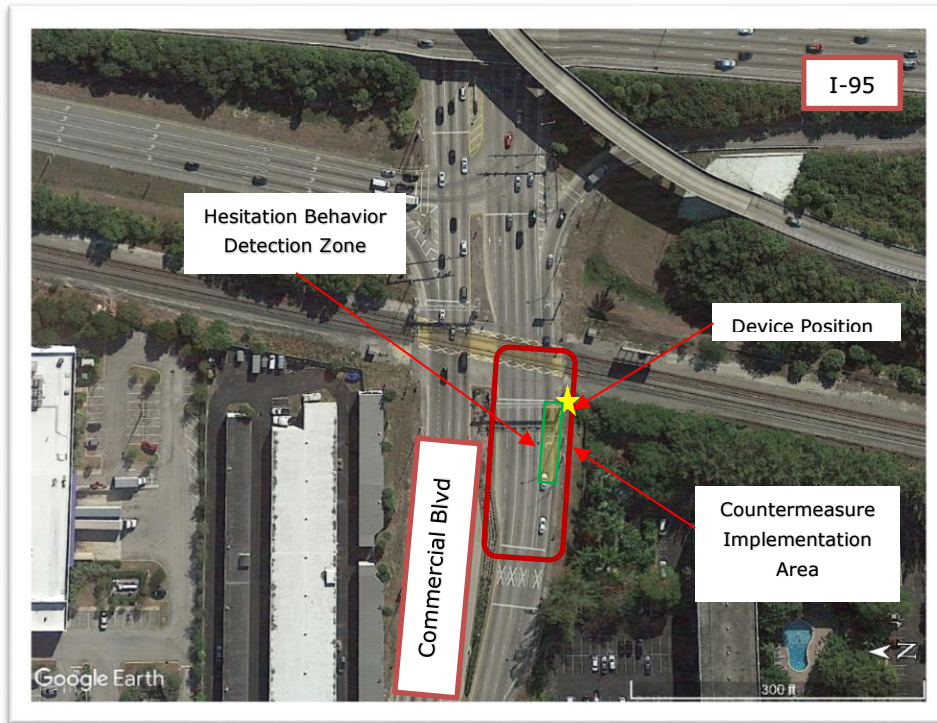 I-95
Hesitation Behavior
Detection Zone
Device Position
Commercial Blvd
Countermeasure
Implementation
Area
Google Earth
N
300 ft